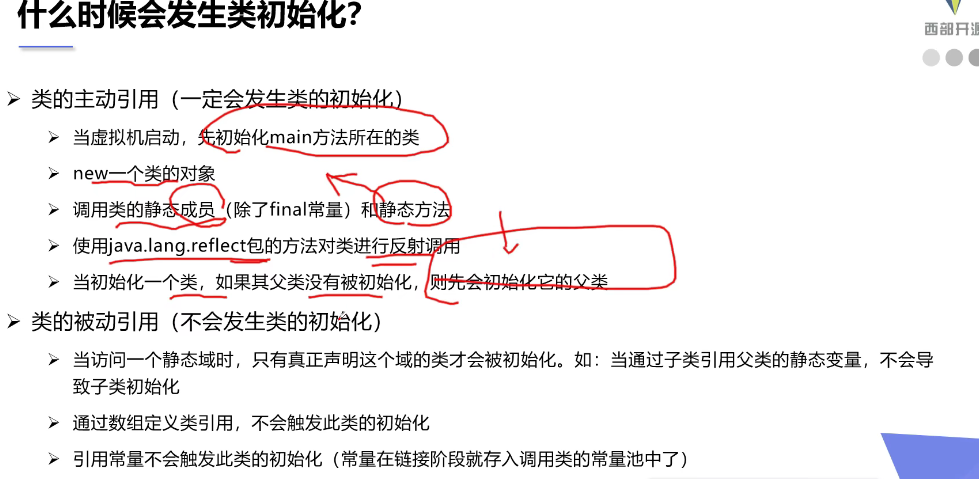 什么时候会发生类初始化？
西部开源
类的主动引用（一定会发生类的初始化）
当虚拟机启动，先初始化main方法所在的类
new一个类的对象
调用类的静态成员（除了final常量）和静态方法
使用java.lang.reflect包的方法对类进行反射调用
当初始化一个类，如果其父类没有被初始化，则先会初始化它的父类
类的被动引用（不会发生类的初始化）
当访问一个静态域时，只有真正声明这个域的类才会被初始化。如：当通过子类引用父类的静态变量，不会导
致子类初始化
通过数组定义类引用，不会触发此类的初始化
引用常量不会触发此类的初始化（常量在链接阶段就存入调用类的常量池中了）